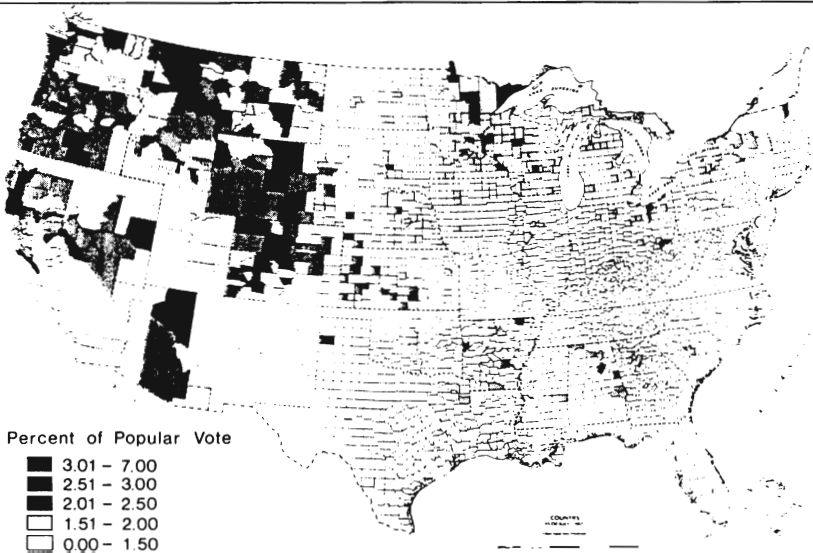 Percent of Popular Vote
3.01 – 7.00
2.51 – 3.00
2.01 – 2.50
1.51 – 2.00
0.00 – 1.50
COUNTIES